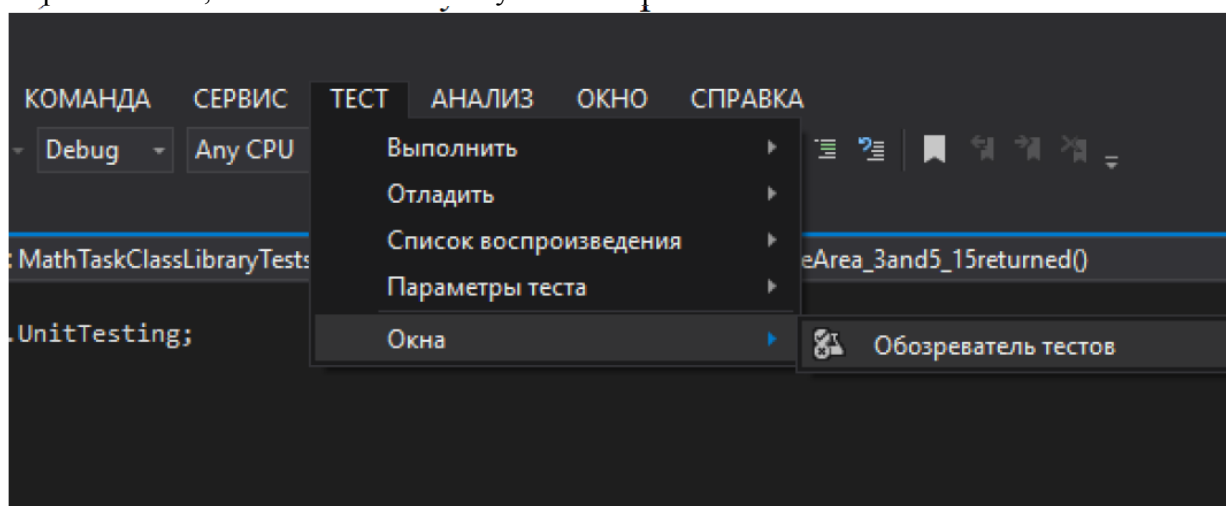 КОМАНДА СЕРВИС ТЕСТ АНАЛИЗ ОКНО СПРАВКА
Debug Any CPU
Выполнить
Отладить
Список воспроизведения
MathTaskClassLibraryTests eArea_3and5_15returned()
Параметры теста
.UnitTesting;
Окна
Обозреватель тестов